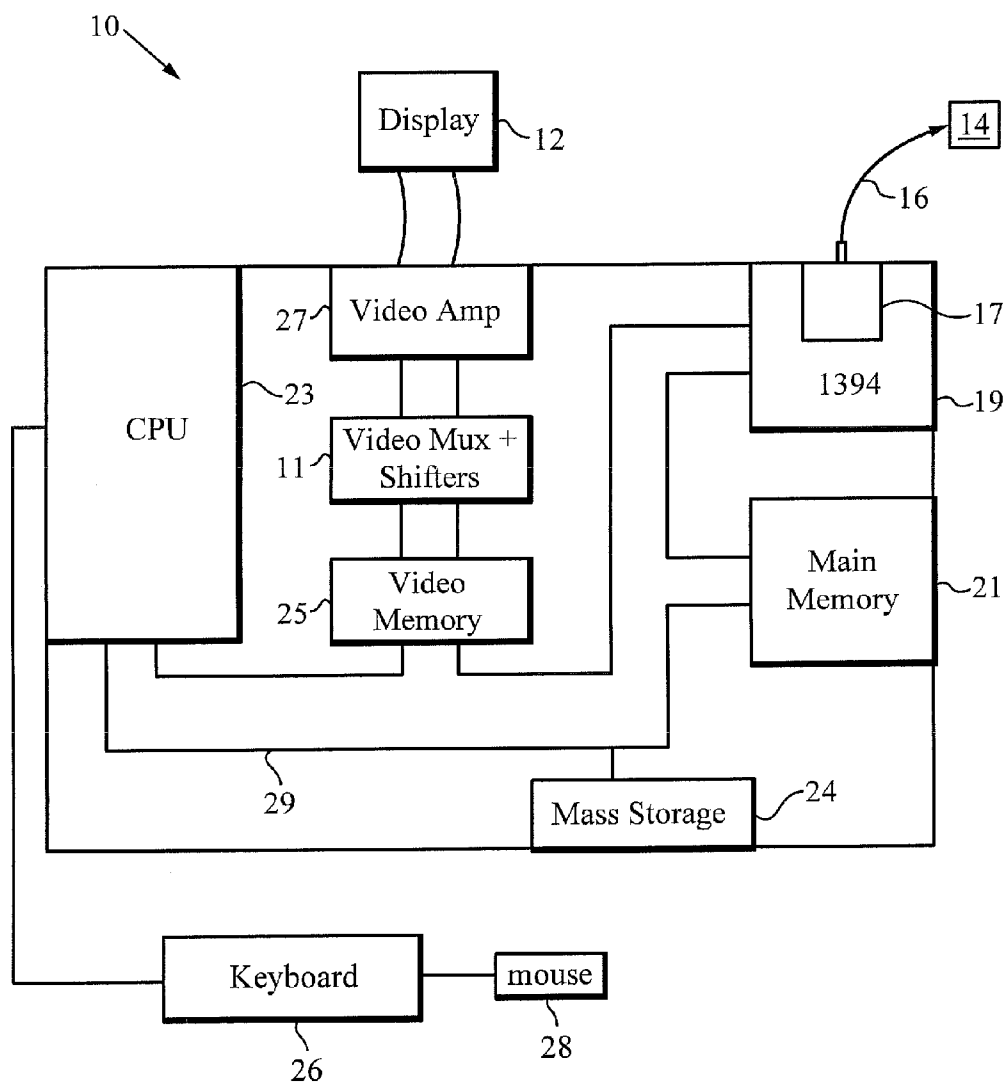 10
Display
12
14
16
27
Video Amp
17
CPU
23
1394
19
11
Video Mux +
Shifters
25
Video
Memory
Main
Memory
21
29
24
Mass Storage
Keyboard
mouse
26
28